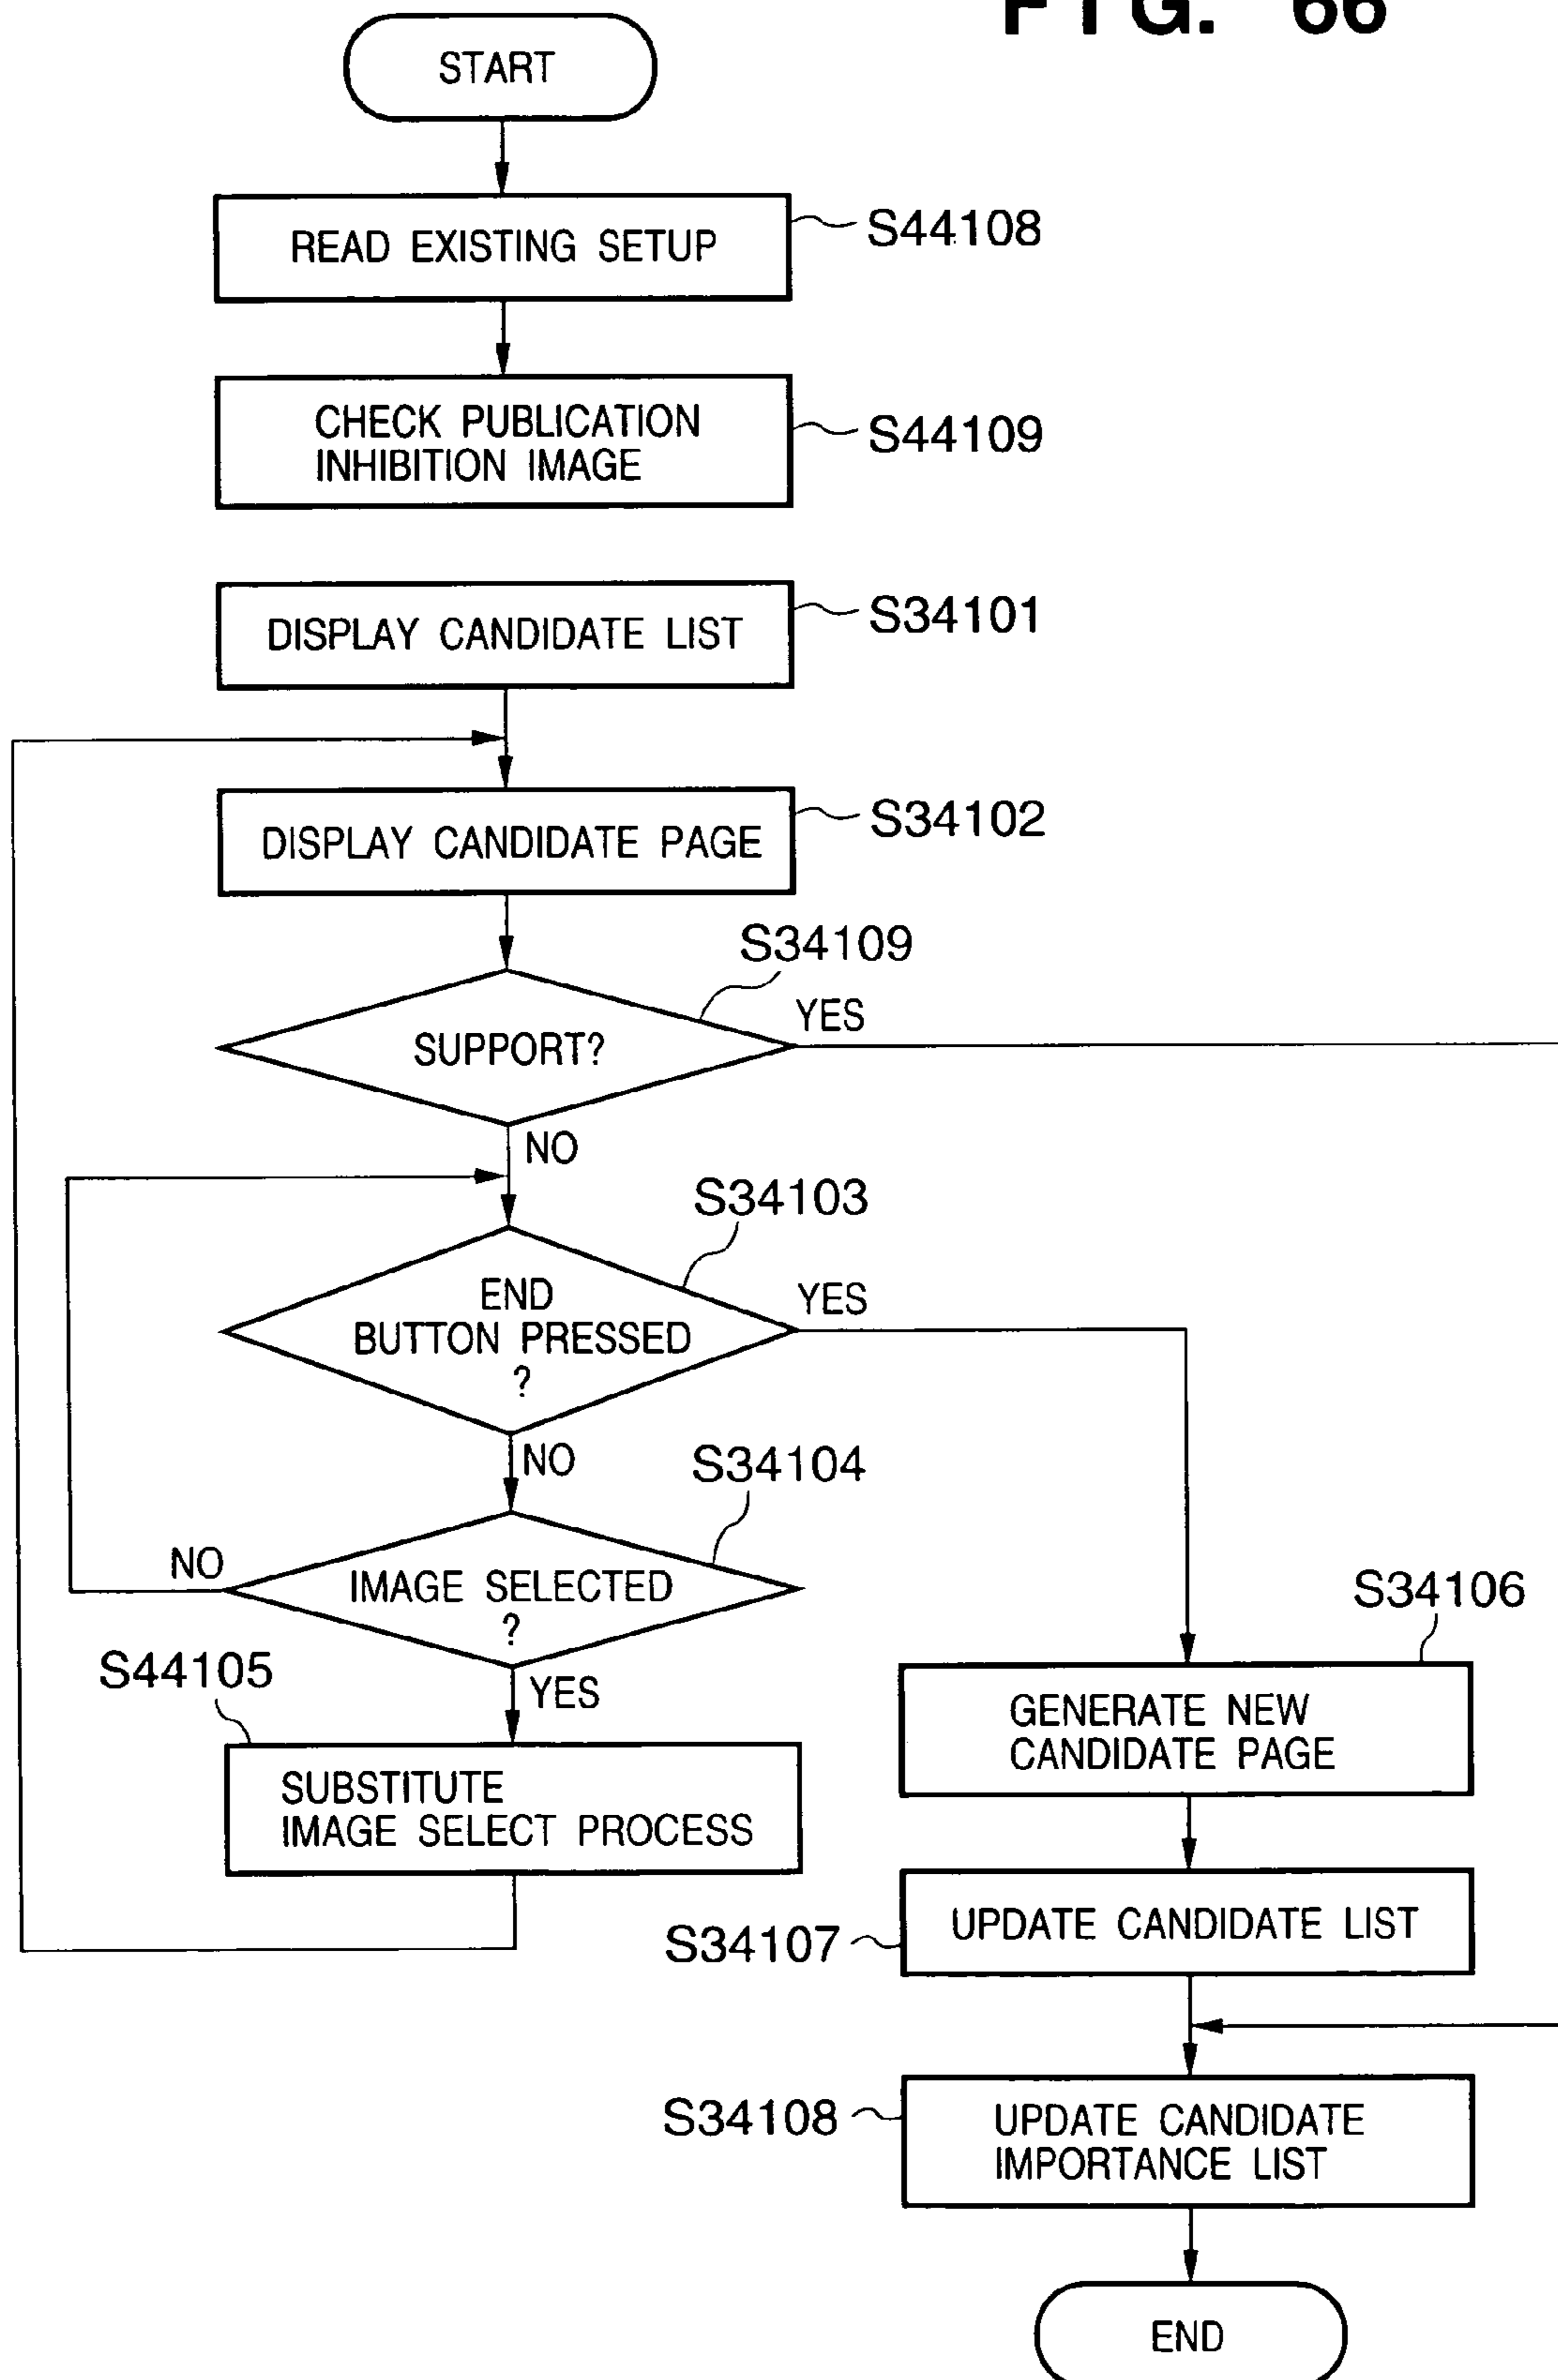 FIG. 66
START
READ EXISTING SETUP
S44108
CHECK PUBLICATION
INHIBITION IMAGE
S44109
DISPLAY CANDIDATE LIST
S34101
DISPLAY CANDIDATE PAGE
S34102
S34109
SUPPORT?
YES
NO
S34103
END
BUTTON PRESSED
?
YES
NO
S34104
IMAGE SELECTED
?
NO
YES
S44105
SUBSTITUTE
IMAGE SELECT PROCESS
S34106
GENERATE NEW
CANDIDATE PAGE
S34107
UPDATE CANDIDATE LIST
S34108
UPDATE CANDIDATE
IMPORTANCE LIST
END